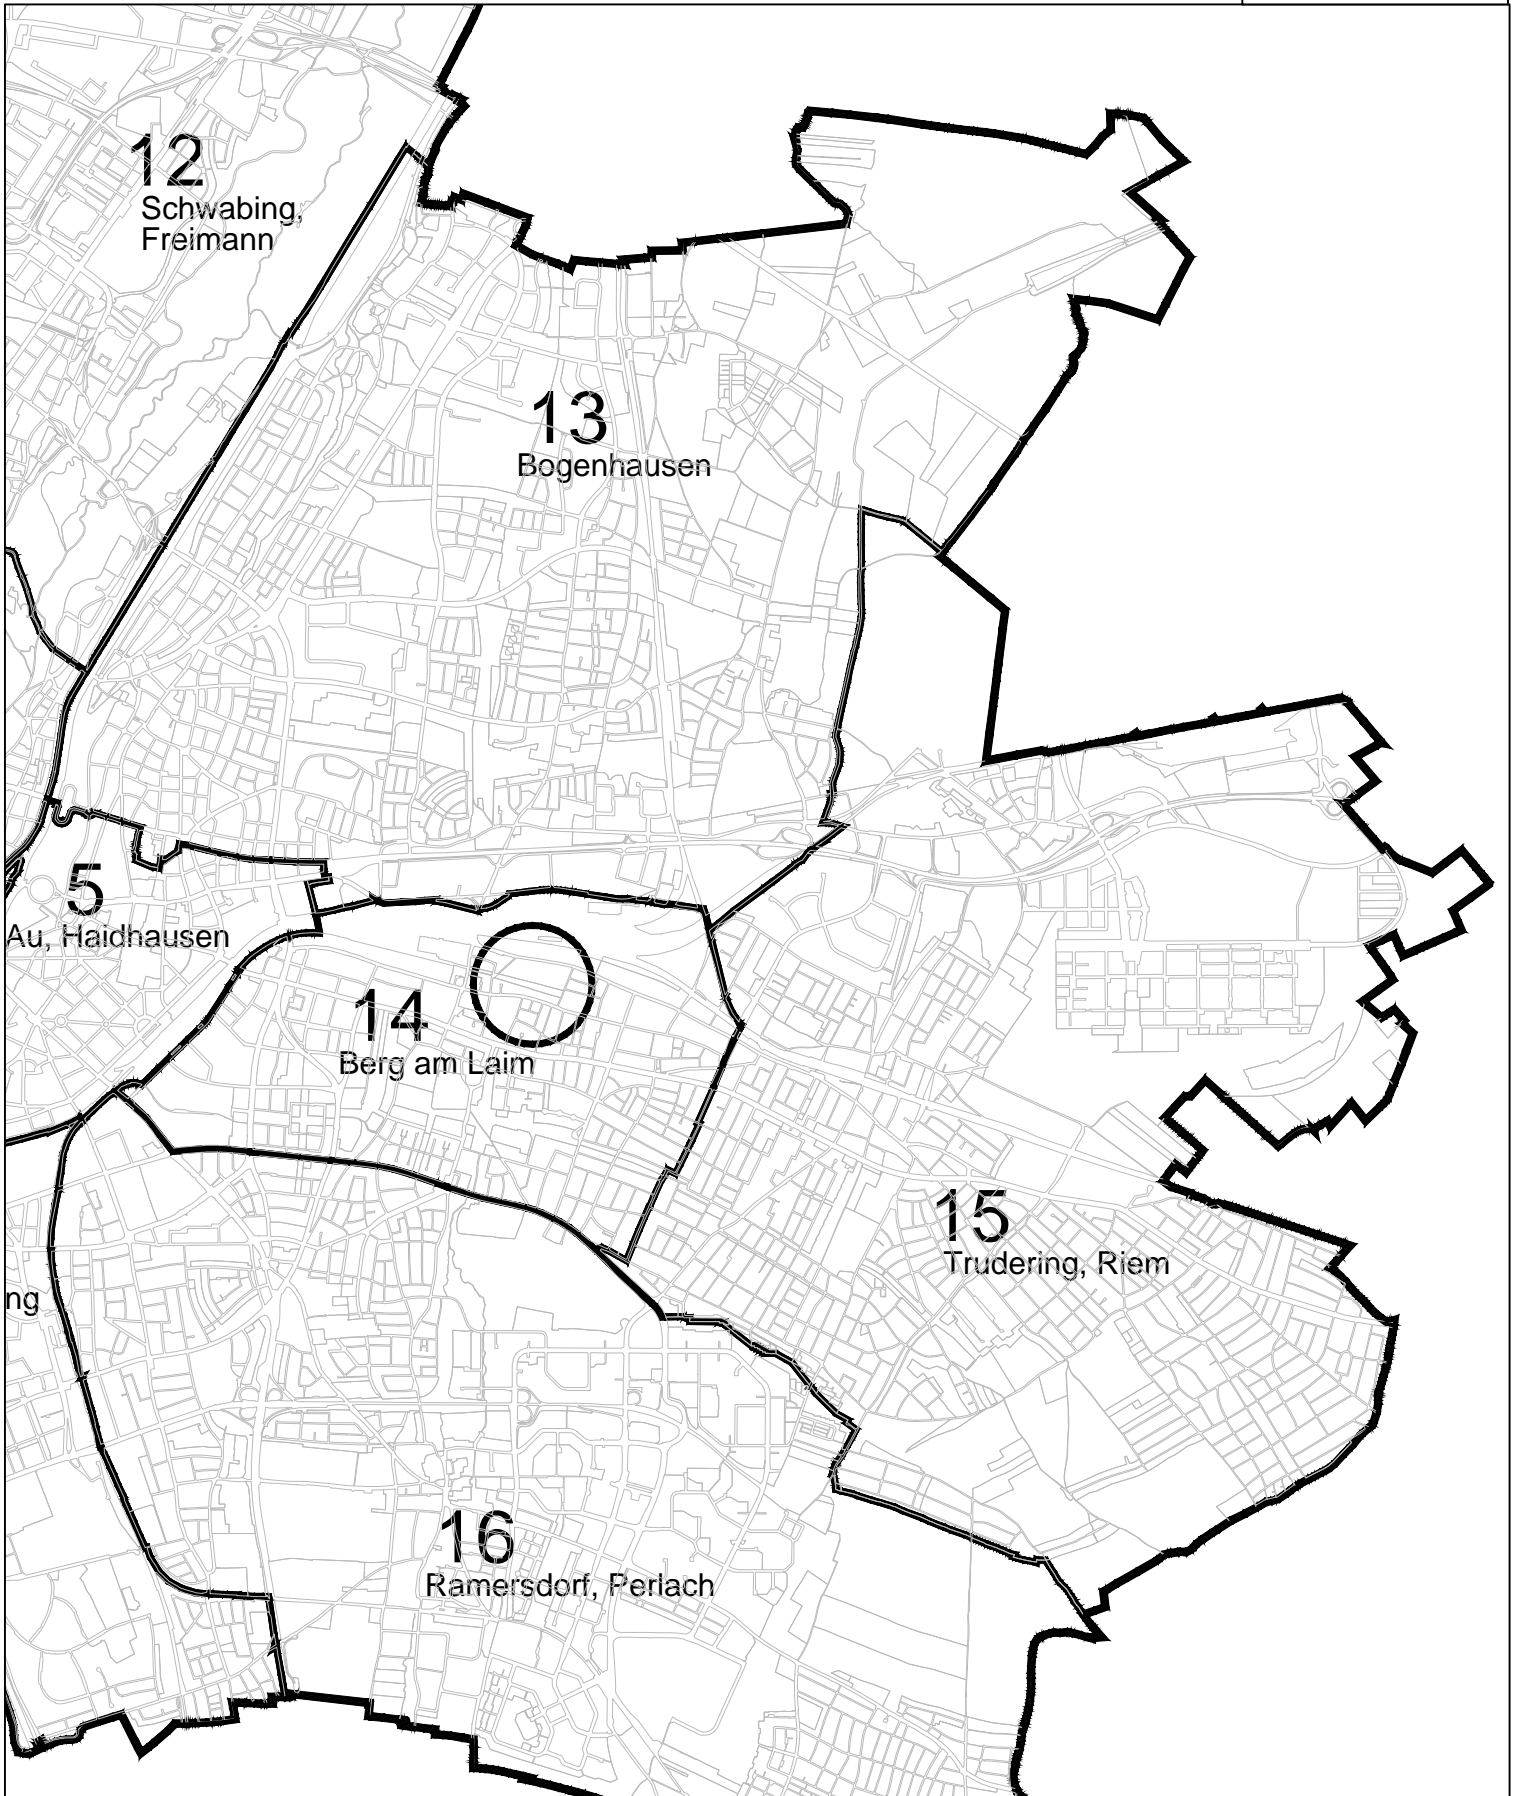 12
Schwabing,
Freimann
13
Bogenhausen
5
Au, Haidhausen
14
Berg am Laim
15
Trudering, Riem
ng
16
Ramersdorf, Perlach